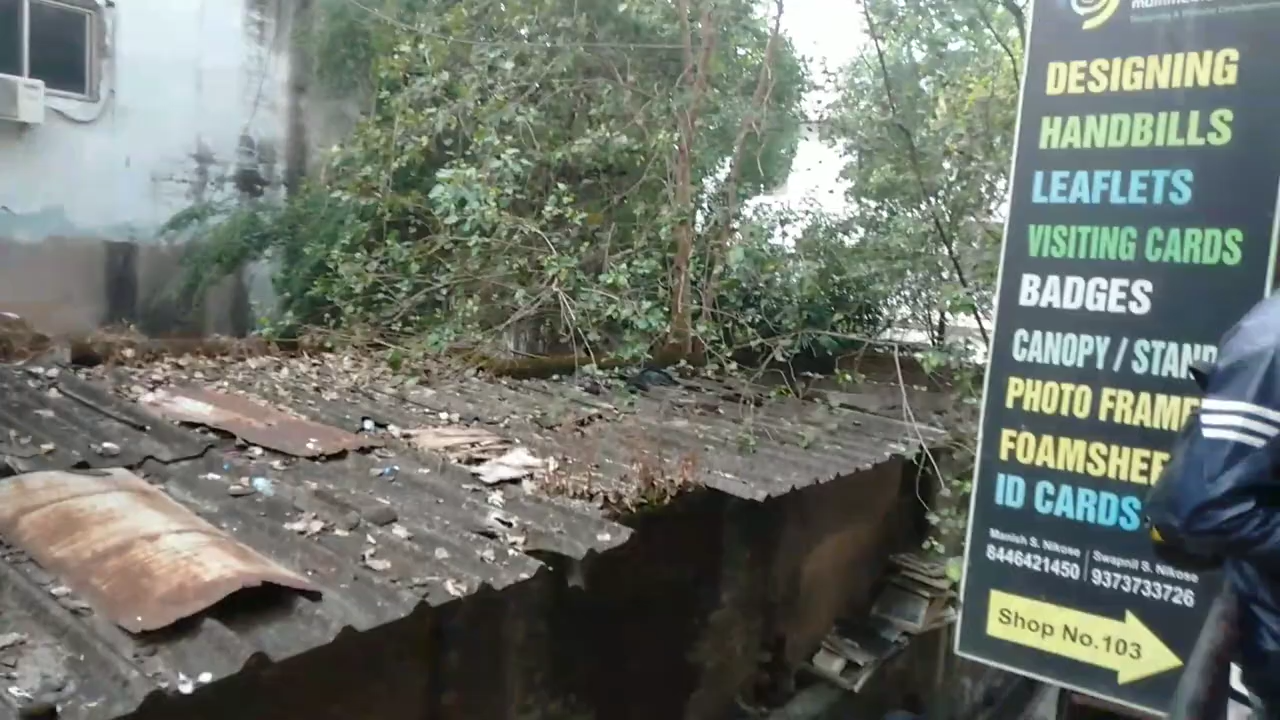 DESIGNING
HANDBILLS
LEAFLETS
VISITING CARDS
BADGES
CANOPY / STAND
PHOTO FRAME
FOAMSHEE
ID CARDS
Manish S. Nikose
8446421450
Swapnil S. Nikose
9373733726
Shop No.103